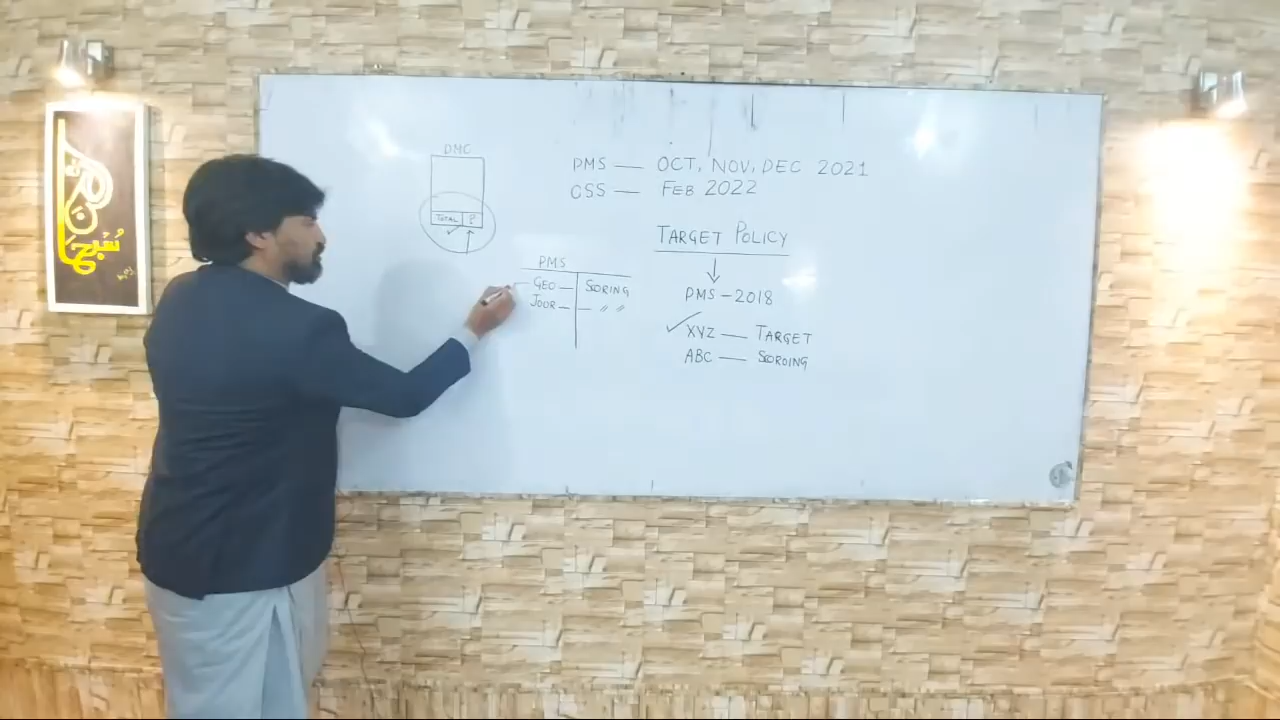 DMC
TOTAL P
PMS — OCT, NOV, DEC 2021
CSS — FEB 2022
TARGET POLICY
PMS - 2018
XYZ — TARGET
ABC — SCORING
PMS
GEO — SCORING
JOUR — —〃 〃